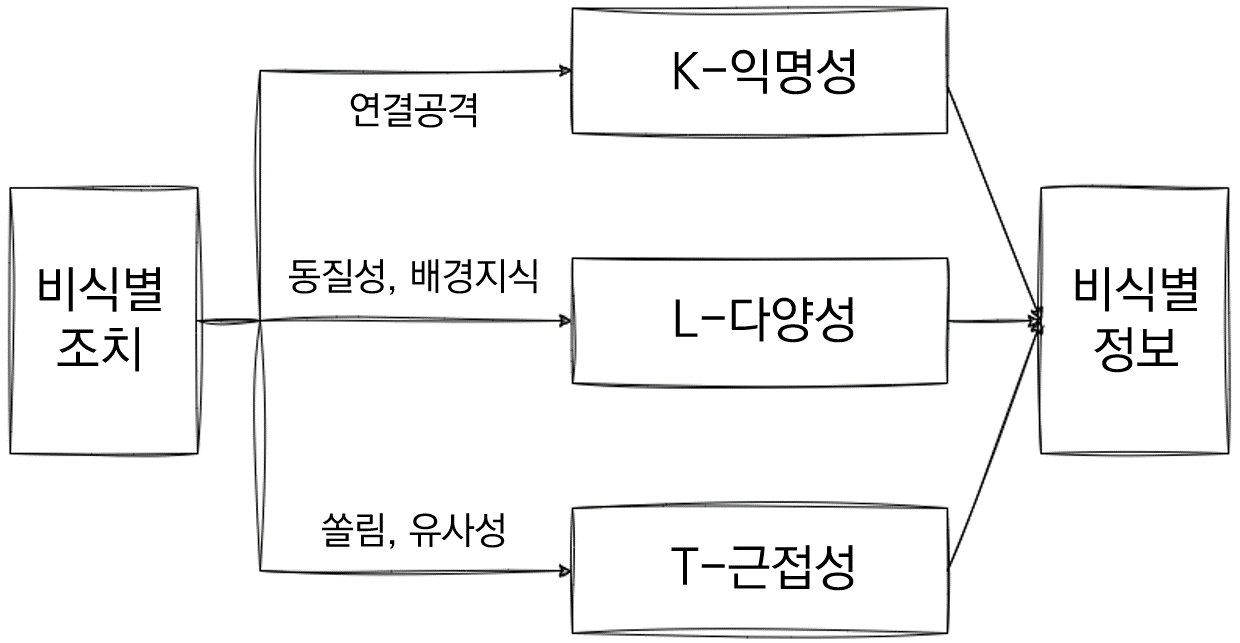 비식별
조치
연결공격
K-익명성
동질성, 배경지식
L-다양성
쏠림, 유사성
T-근접성
비식별
정보